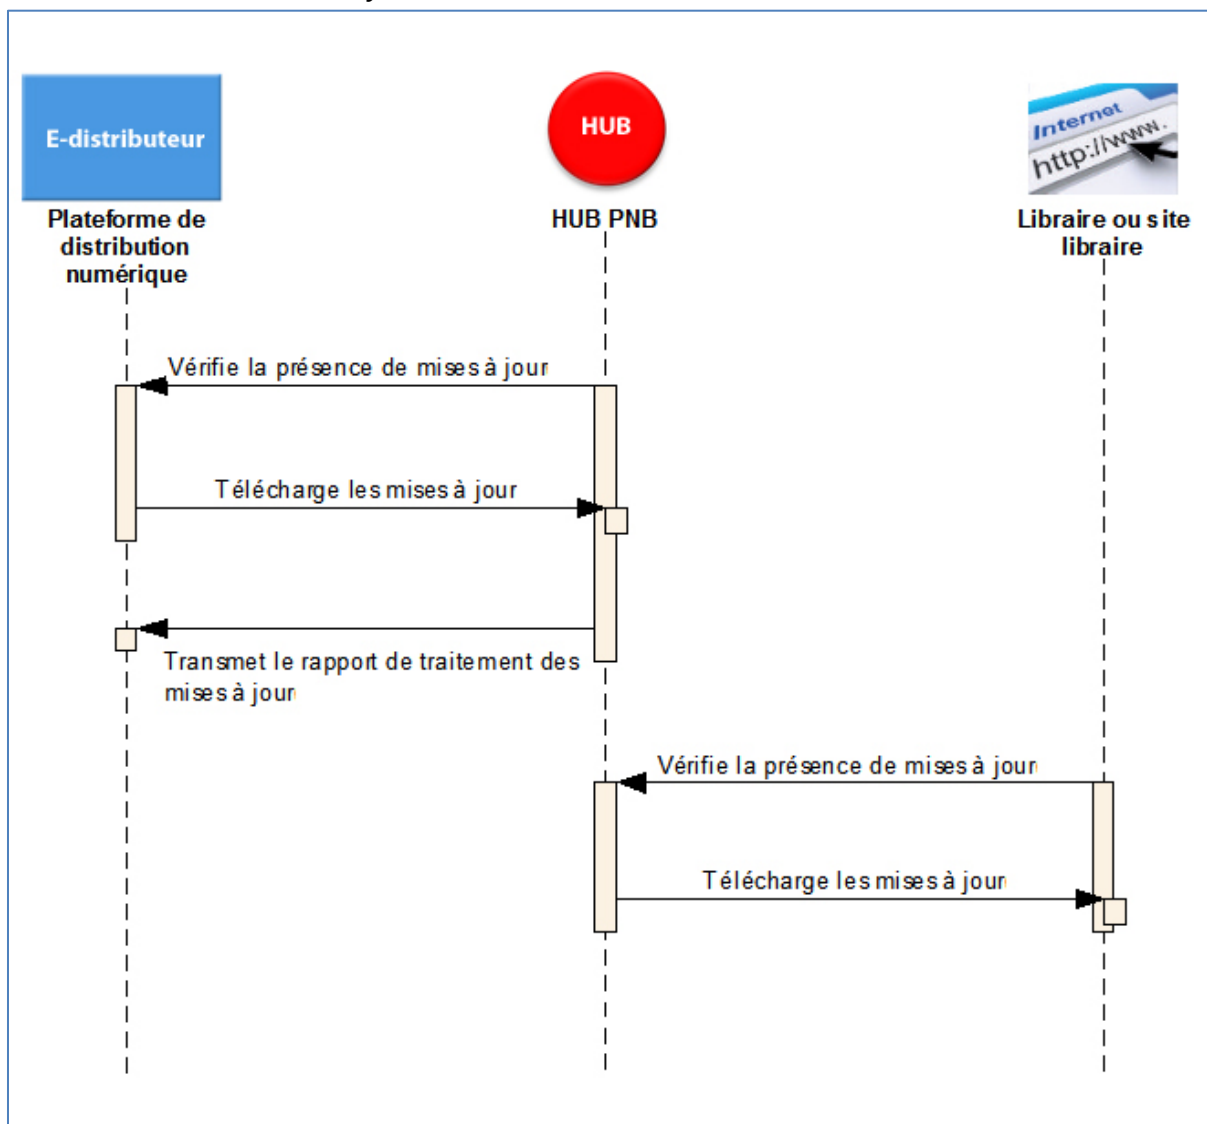 E-distributeur
HUB
Internet
http://www.
Plateforme de
distribution
numérique
HUB PNB
Libraire ou site
libraire
Vérifie la présence de mises à jour
Télécharge les mises à jour
Transmet le rapport de traitement des
mises à jour
Vérifie la présence de mises à jour
Télécharge les mises à jour